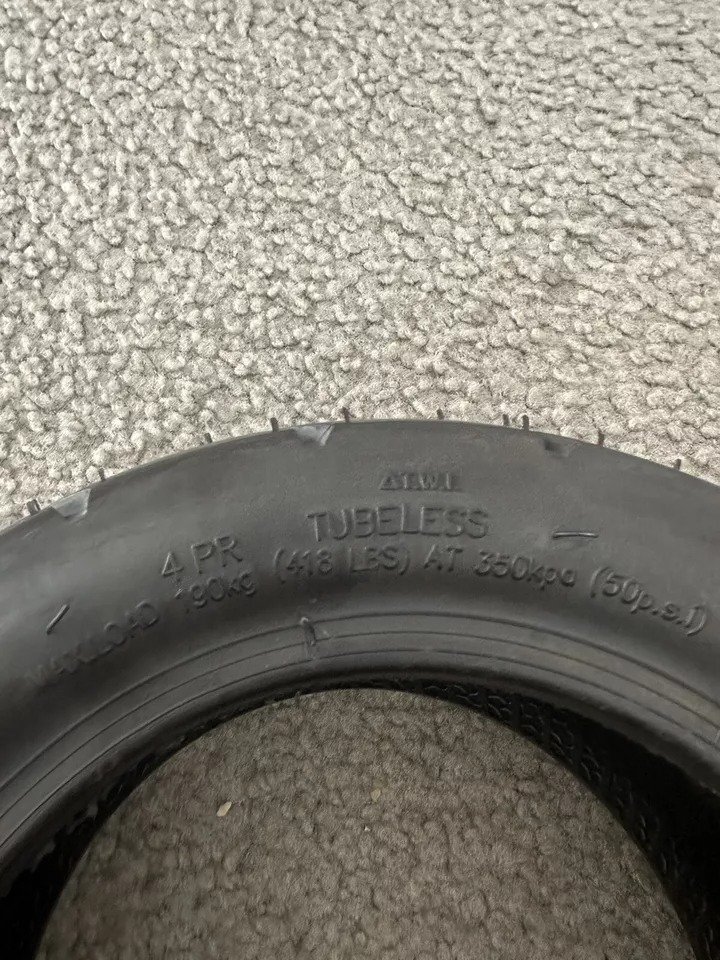 TUBELESS
4 PR
MAX.LOAD 190kg (418 LBS) AT 350kpa (50p.s.i)